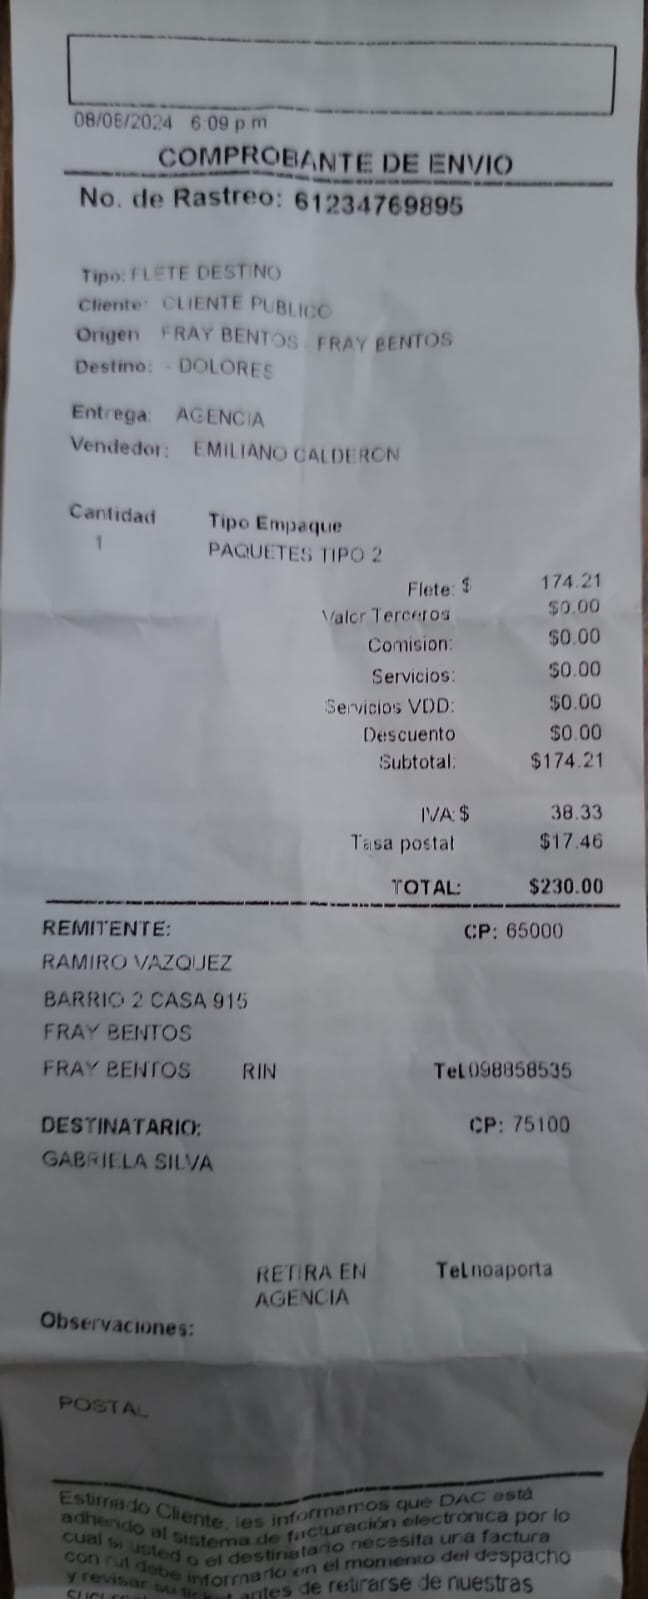 08/06/2024 6:09 p.m.
COMPROBANTE DE ENVIO
No. de Rastreo: 61234769895
Tipo: FLETE DESTINO
Cliente: CLIENTE PUBLICO
Origen FRAY BENTOS - FRAY BENTOS
Destino: - DOLORES
Entrega: AGENCIA
Vendedor: EMILIANO CALDERON
Cantidad Tipo Empaque
1 PAQUETES TIPO 2
Flete: $ 174.21
Valor Terceros $0.00
Comision: $0.00
Servicios: $0.00
Servicios VDD: $0.00
Descuento $0.00
Subtotal: $174.21
IVA: $ 38.33
Tasa postal $17.46
TOTAL: $230.00
REMITENTE: CP: 65000
RAMIRO VAZQUEZ
BARRIO 2 CASA 915
FRAY BENTOS
FRAY BENTOS RIN Tel.098858535
DESTINATARIO: CP: 75100
GABRIELA SILVA
RETIRA EN Tel.noaporta
AGENCIA
Observaciones:
POSTAL
Estimado Cliente, les informamos que DAC está
adherido al sistema de facturación electrónica por lo
cual si usted o el destinatario necesita una factura
con rut debe informarlo en el momento del despacho
y revisar su ticket antes de retirarse de nuestras